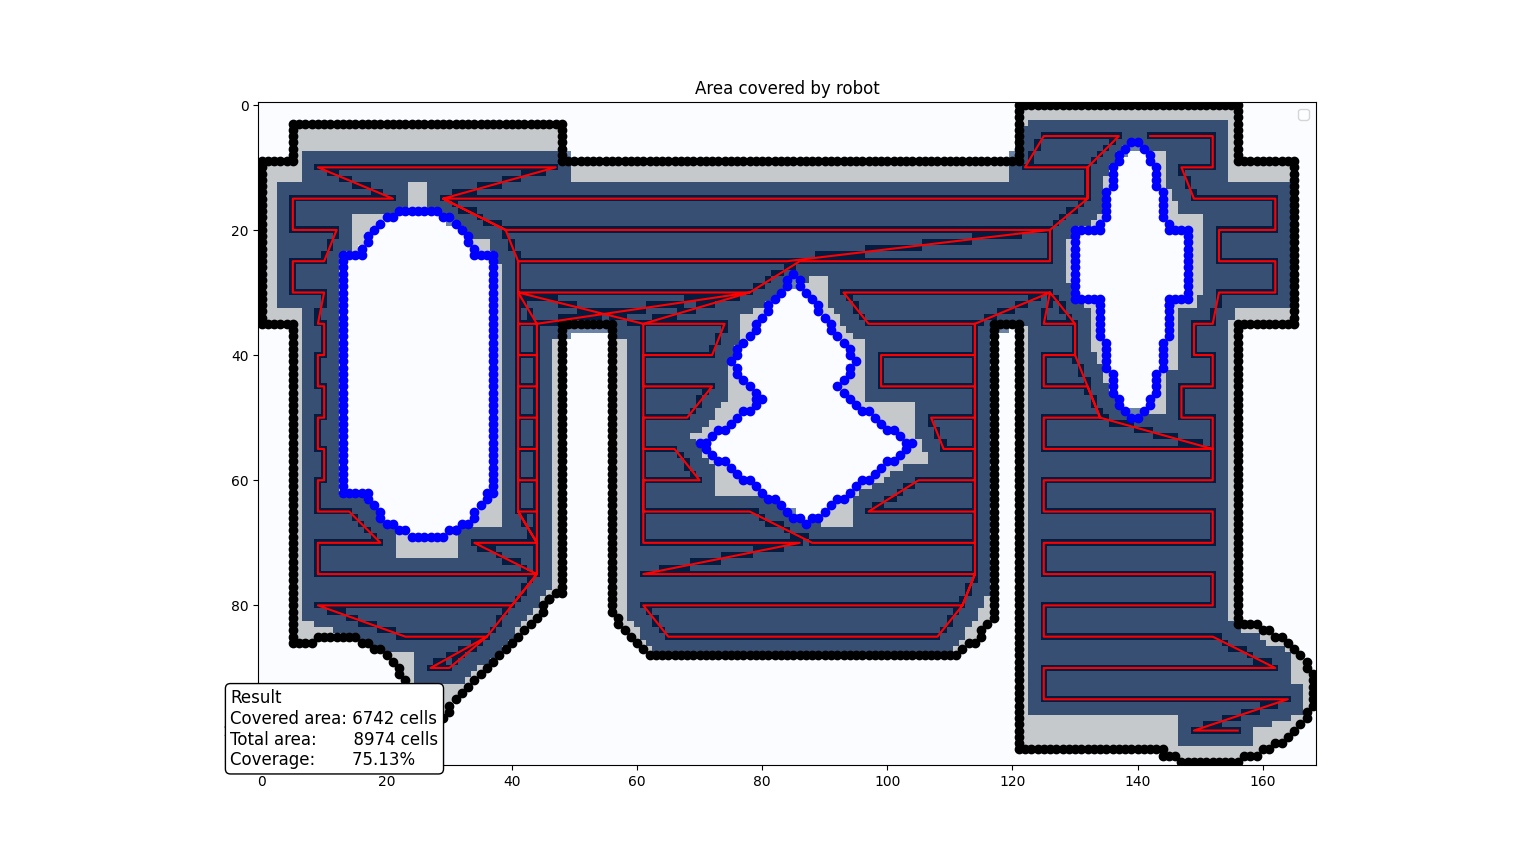 Area covered by robot
0
20
40
60
80
Result
Covered area: 6742 cells
Total area: 8974 cells
Coverage: 75.13%
0 20 40 60 80 100 120 140 160